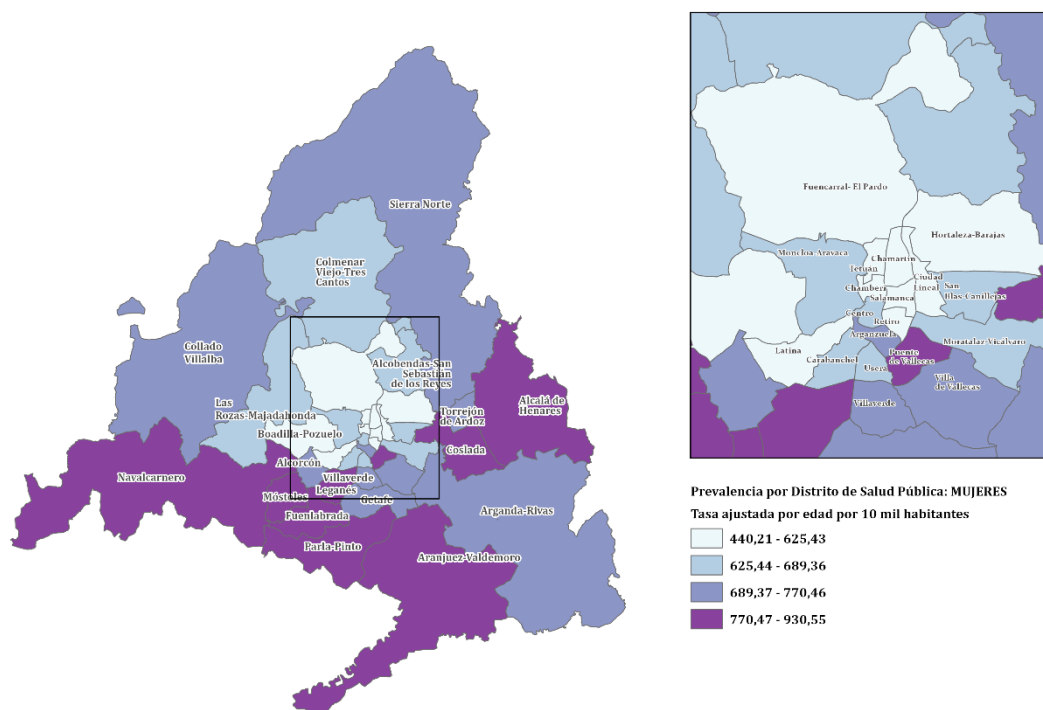 Sierra Norte
Colmenar
Viejo-Tres
Cantos
Collado
Villalba
Alcobendas-San
Sebastián
de los Reyes
Alcalá de
Henares
Las
Rozas-Majadahonda
Torrejón
de Ardoz
Boadilla-Pozuelo
Coslada
Alcorcón
Navalcarnero
Villaverde
Leganés
Móstoles
Getafe
Fuenlabrada
Arganda-Rivas
Parla-Pinto
Aranjuez-Valdemoro
Fuencarral- El Pardo
Hortaleza-Barajas
Moncloa-Aravaca
Chamartín
Tetuán
Ciudad
Lineal
Chamberí
San
Blas-Canillejas
Salamanca
Centro
Retiro
Arganzuela
Moratalaz-Vicálvaro
Latina
Carabanchel
Puente
de Vallecas
Usera
Villa
de Vallecas
Villaverde
Prevalencia por Distrito de Salud Pública: MUJERES
Tasa ajustada por edad por 10 mil habitantes
440,21 - 625,43
625,44 - 689,36
689,37 - 770,46
770,47 - 930,55